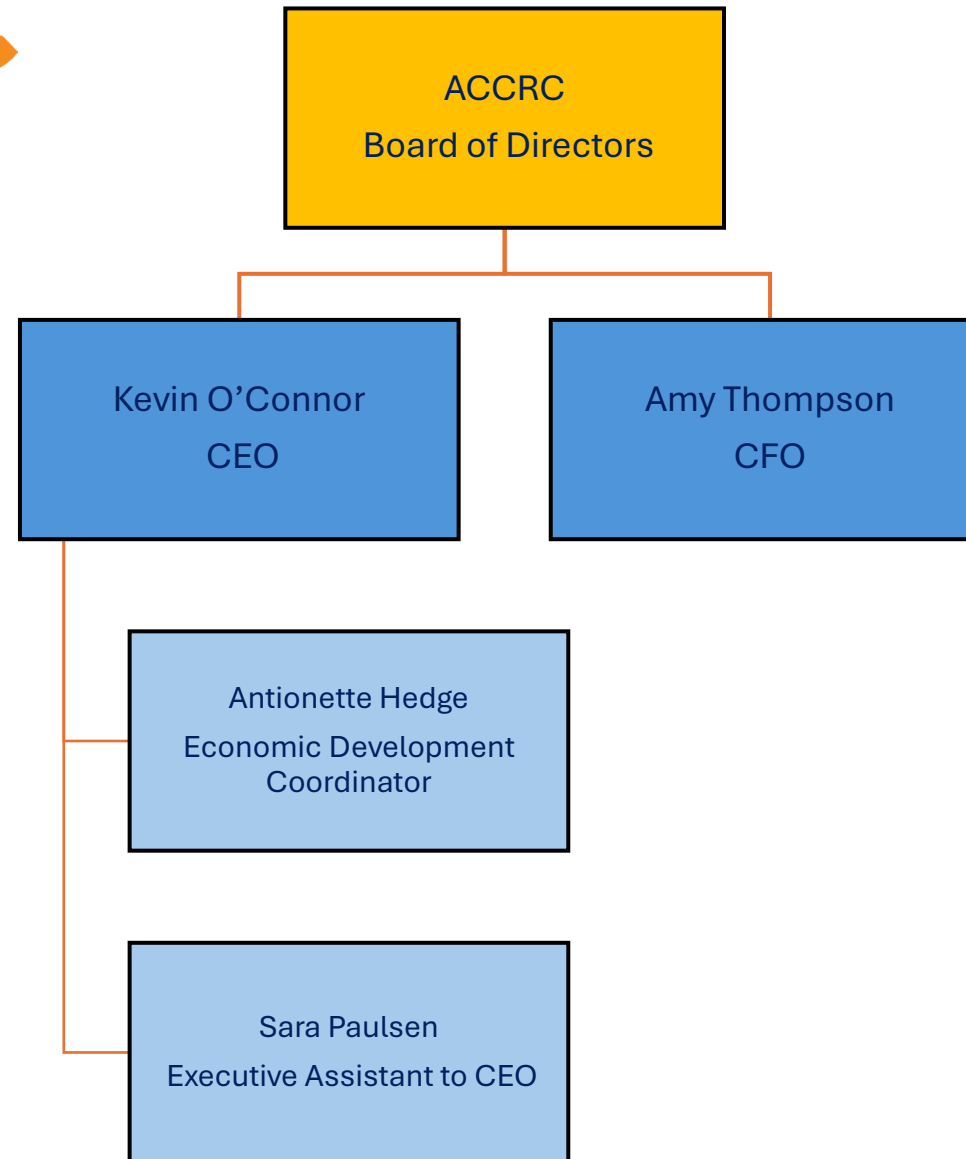 ACCRC
Board of Directors
Kevin O’Connor
CEO
Amy Thompson
CFO
Antionette Hedge
Economic Development
Coordinator
Sara Paulsen
Executive Assistant to CEO